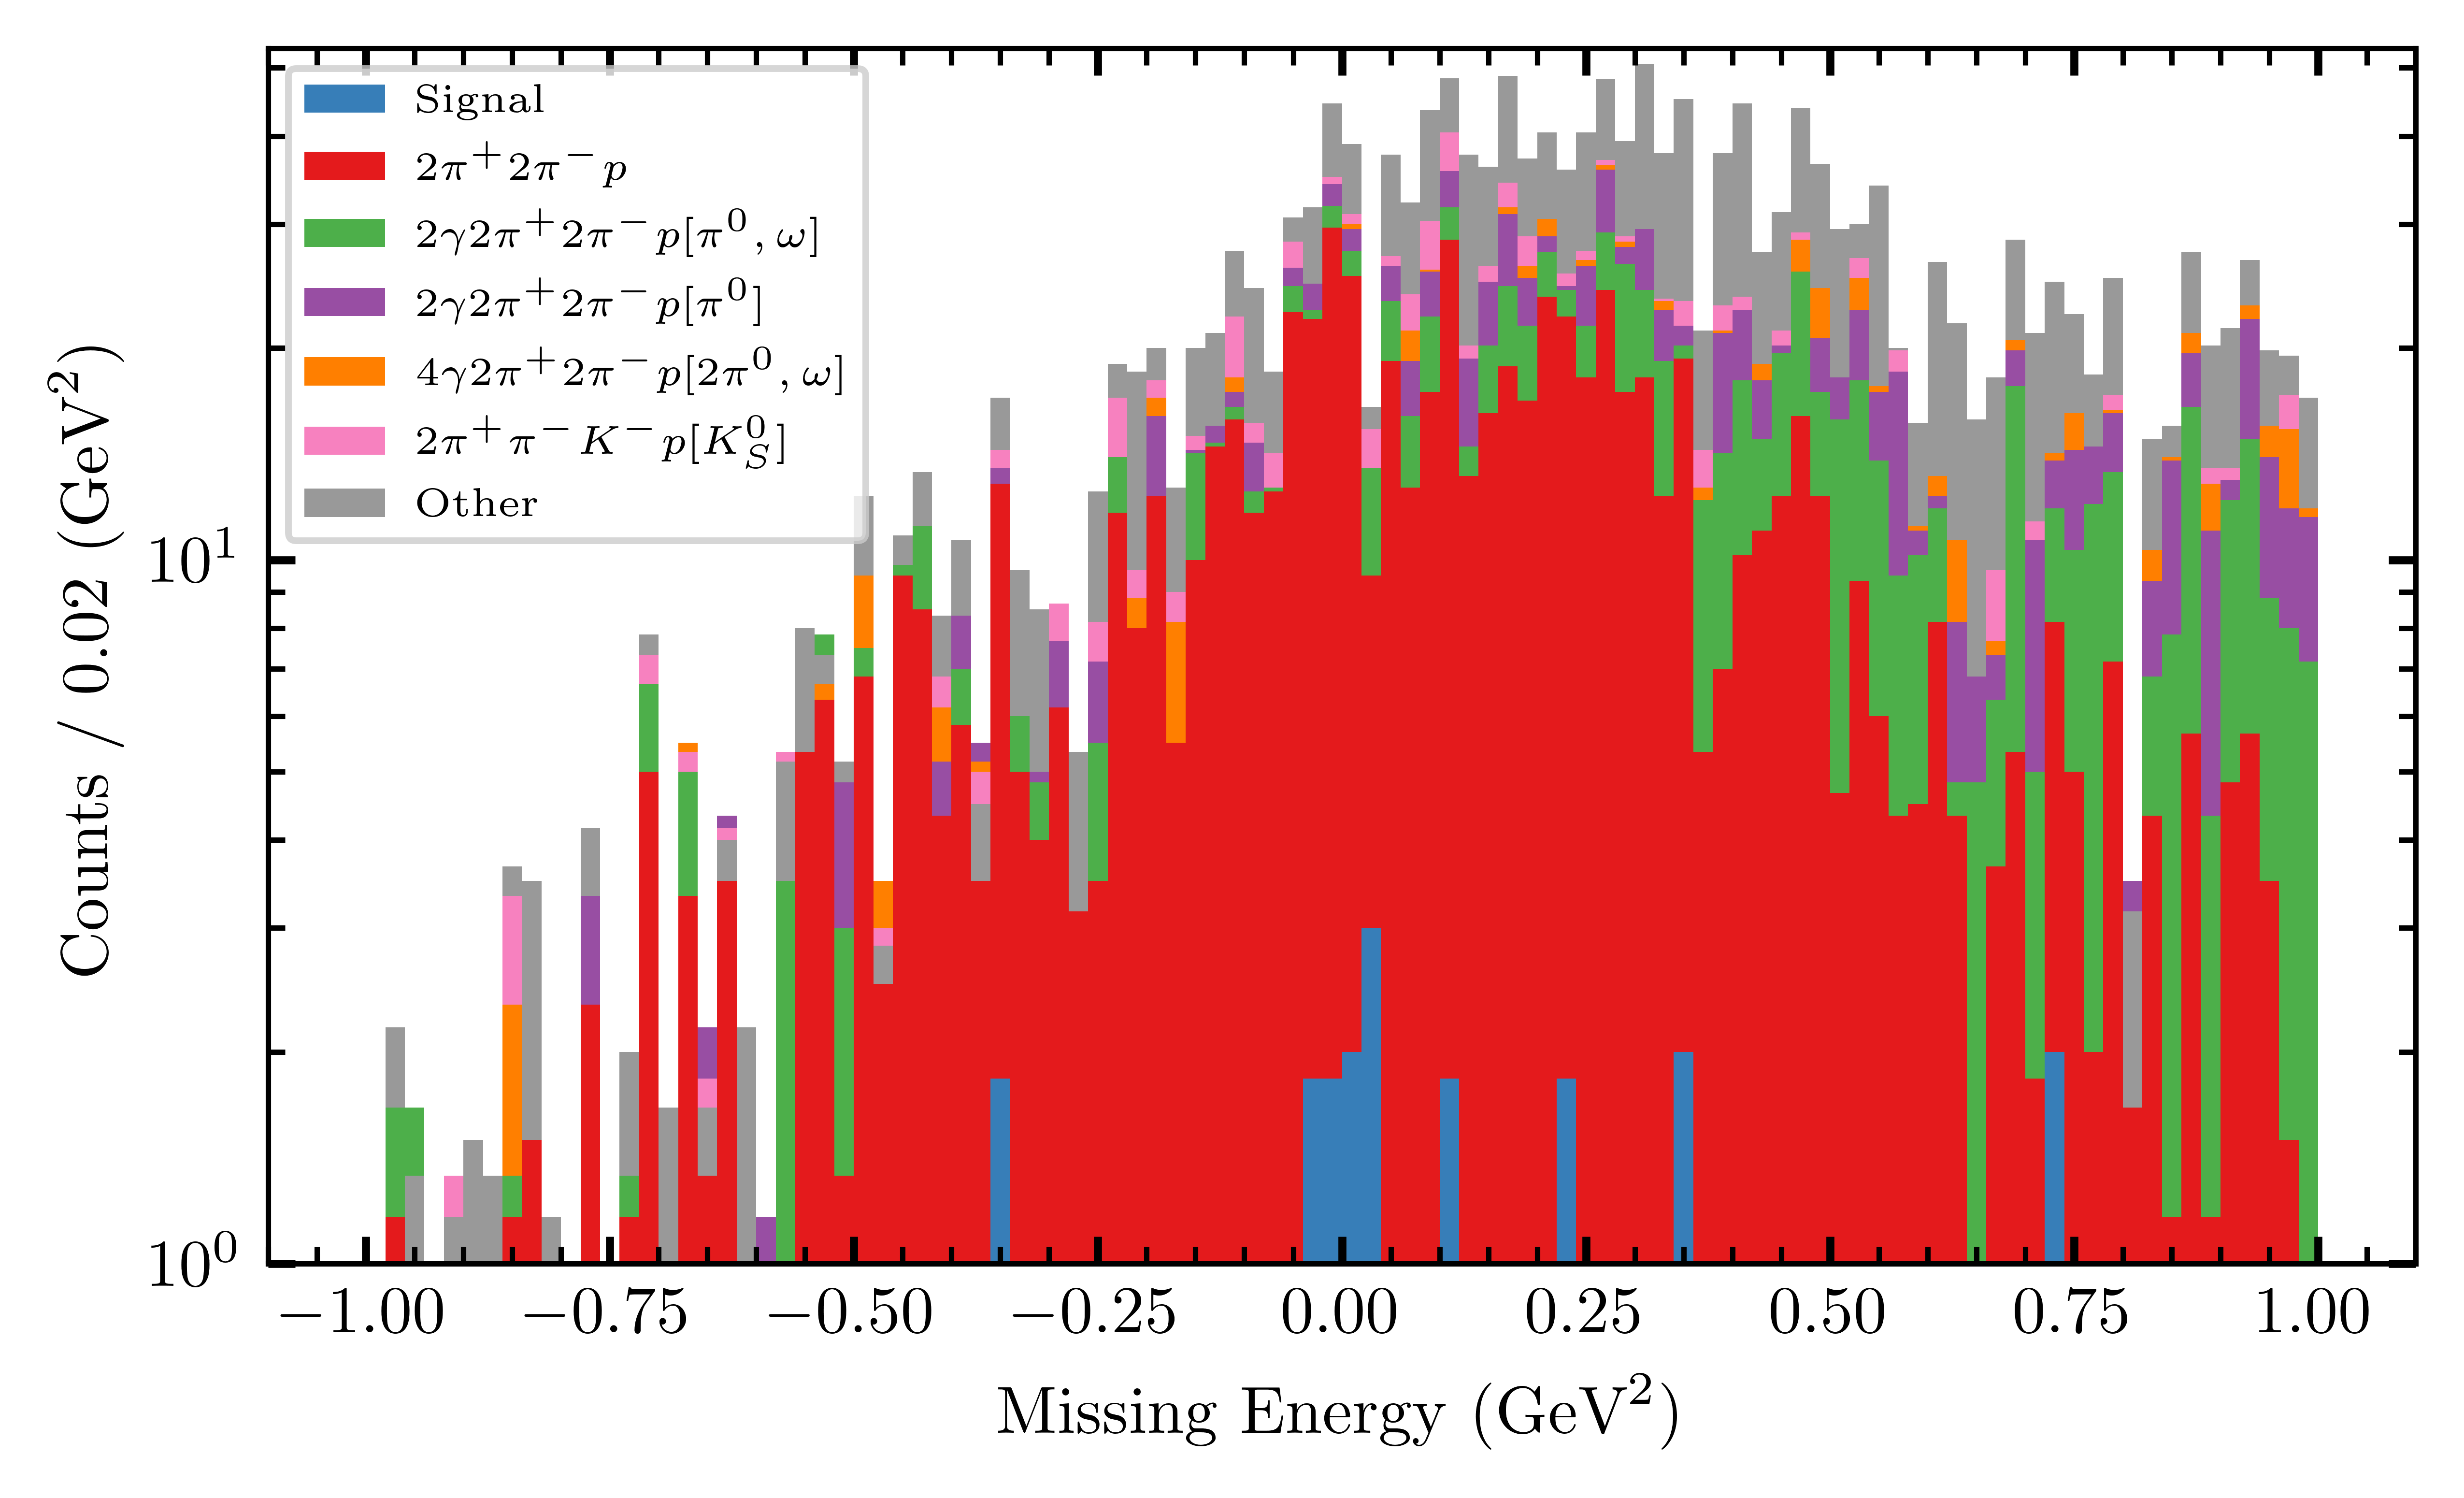 Signal
2π⁺2π⁻p
2γ2π⁺2π⁻p[π⁰, ω]
2γ2π⁺2π⁻p[π⁰]
4γ2π⁺2π⁻p[2π⁰, ω]
2π⁺π⁻K⁻p[K_S^0]
Other
Counts / 0.02 (GeV²)
10¹
10⁰
−1.00 −0.75 −0.50 −0.25 0.00 0.25 0.50 0.75 1.00
Missing Energy (GeV²)